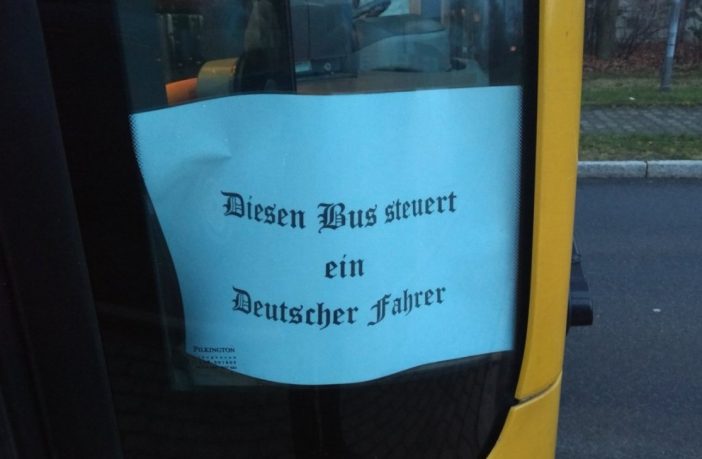 Diesen Bus steuert
ein
Deutscher Fahrer
PILKINGTON